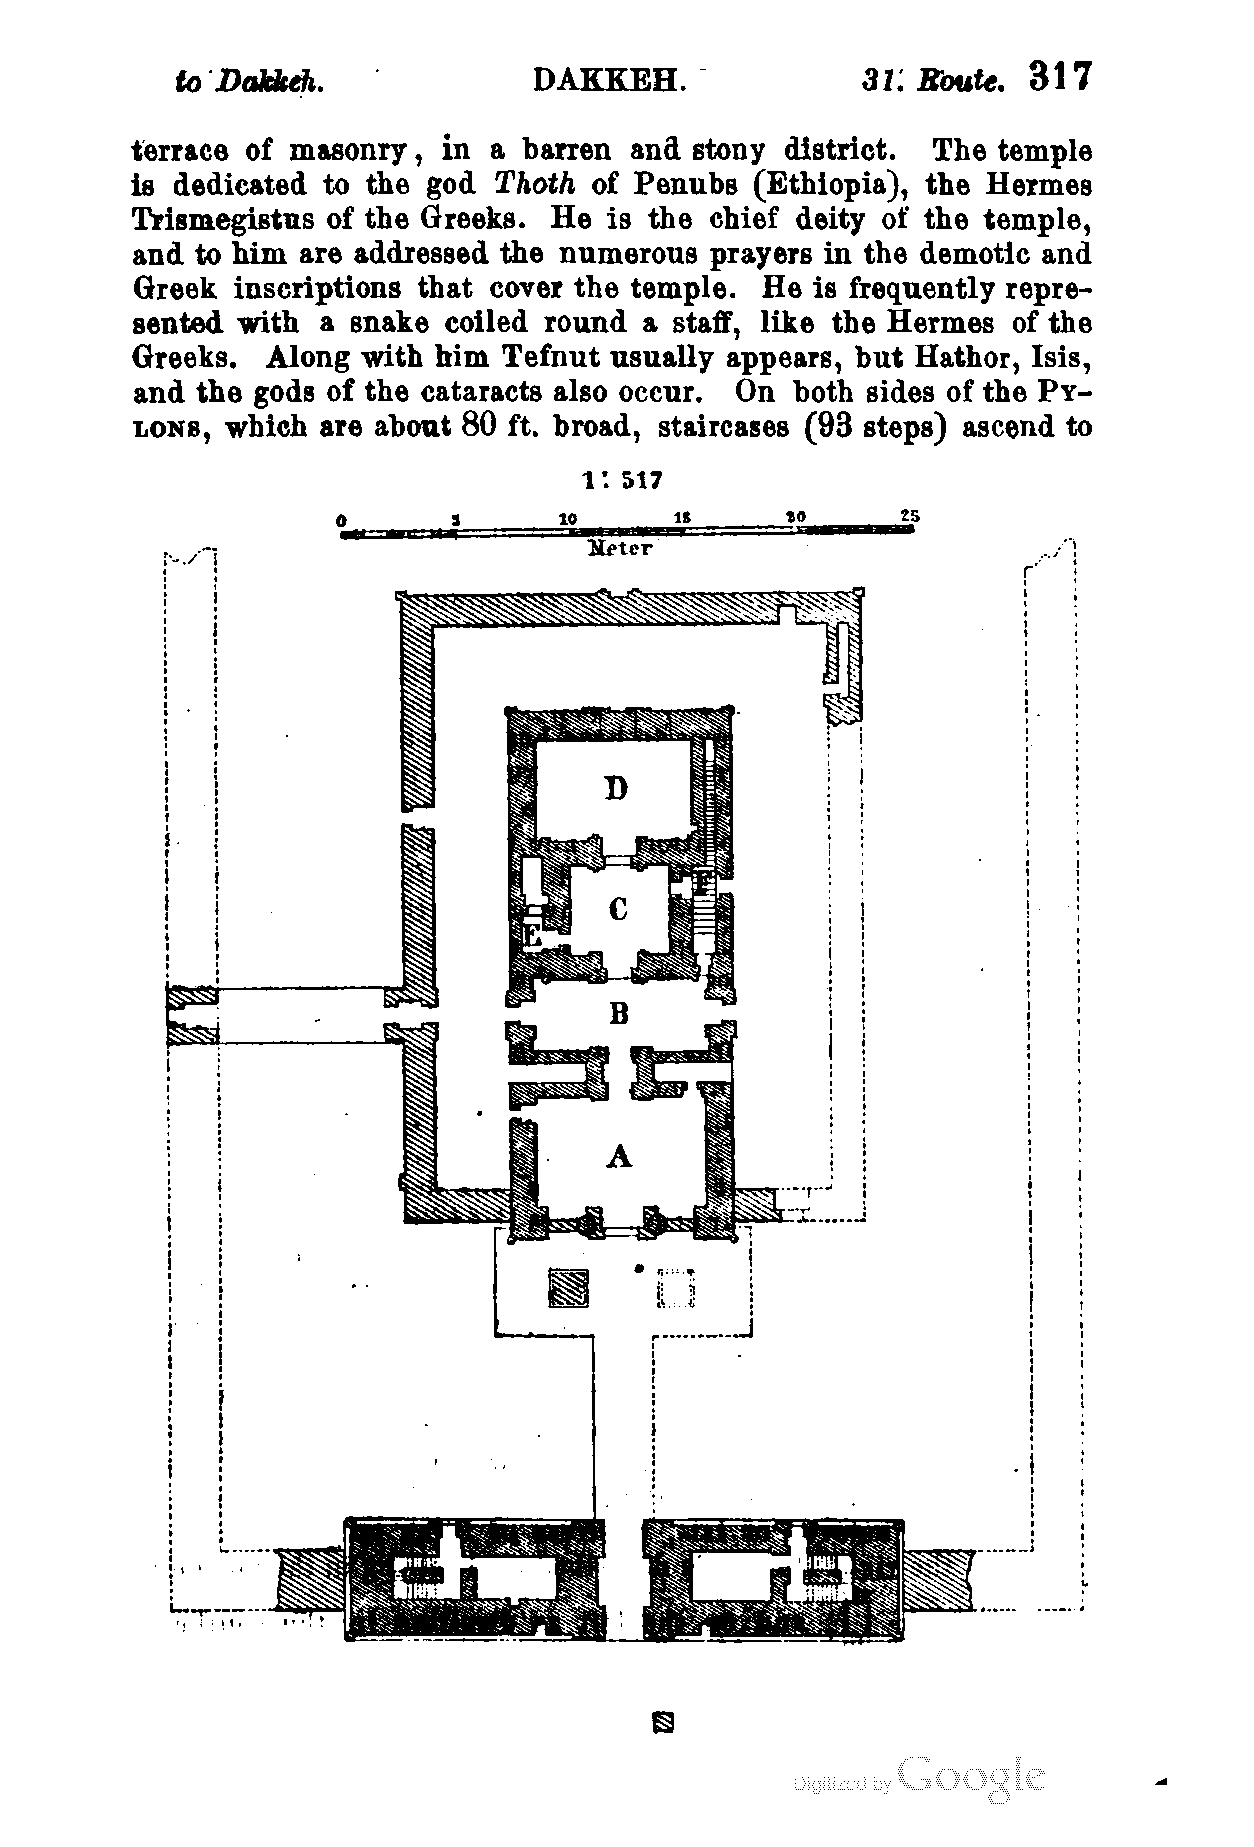 to Dakkeh. DAKKEH. 31. Route. 317
terrace of masonry, in a barren and stony district. The temple
is dedicated to the god Thoth of Penubs (Ethiopia), the Hermes
Trismegistus of the Greeks. He is the chief deity of the temple,
and to him are addressed the numerous prayers in the demotic and
Greek inscriptions that cover the temple. He is frequently repre-
sented with a snake coiled round a staff, like the Hermes of the
Greeks. Along with him Tefnut usually appears, but Hathor, Isis,
and the gods of the cataracts also occur. On both sides of the PY-
LONS, which are about 80 ft. broad, staircases (93 steps) ascend to
1 : 517
0 5 10 15 20 25
Meter
D
F
C
E
B
A
Digitized by Google